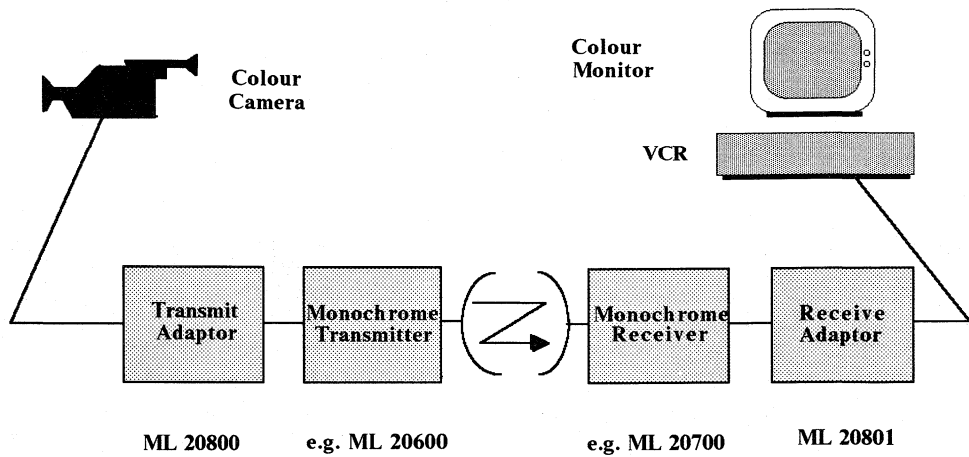 Colour
Camera
Colour
Monitor
VCR
Transmit
Adaptor
Monochrome
Transmitter
Monochrome
Receiver
Receive
Adaptor
ML 20800
e.g. ML 20600
e.g. ML 20700
ML 20801